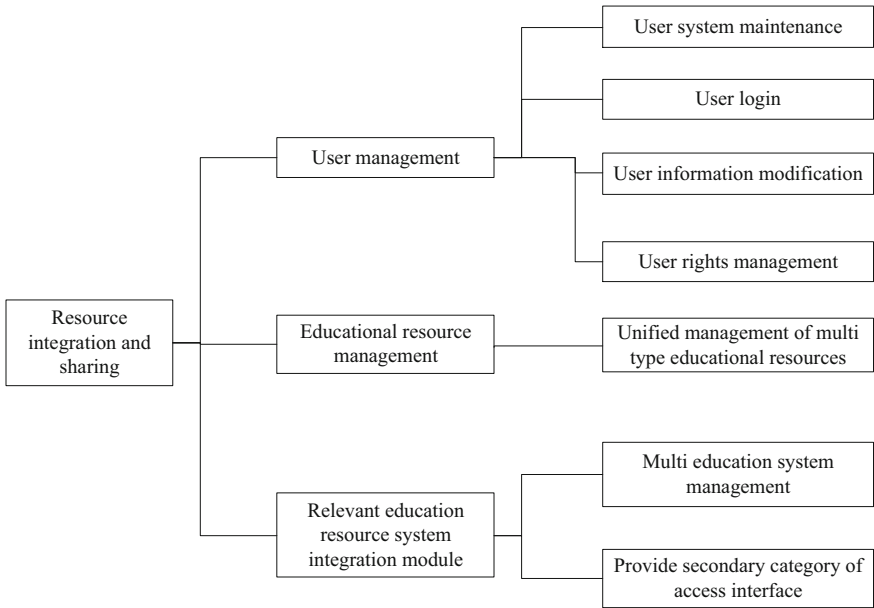 User system maintenance
User login
User management
User information modification
User rights management
Resource
integration and
sharing
Educational resource
management
Unified management of multi
type educational resources
Multi education system
management
Relevant education
resource system
integration module
Provide secondary category of
access interface